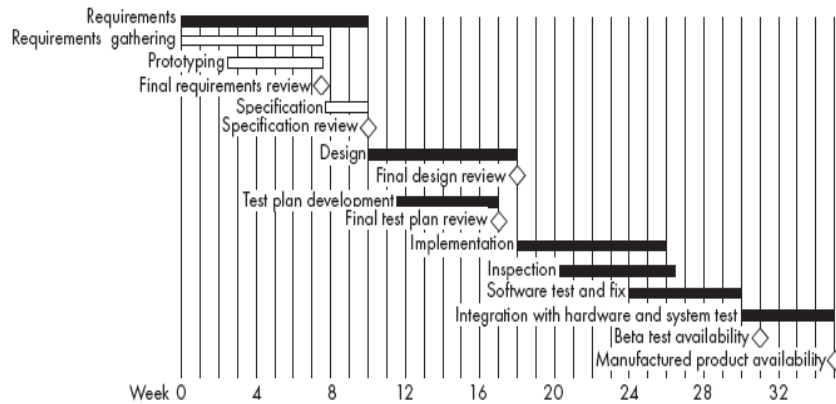 Requirements
Requirements gathering
Prototyping
Final requirements review
Specification
Specification review
Design
Final design review
Test plan development
Final test plan review
Implementation
Inspection
Software test and fix
Integration with hardware and system test
Beta test availability
Manufactured product availability
Week 0 4 8 12 16 20 24 28 32